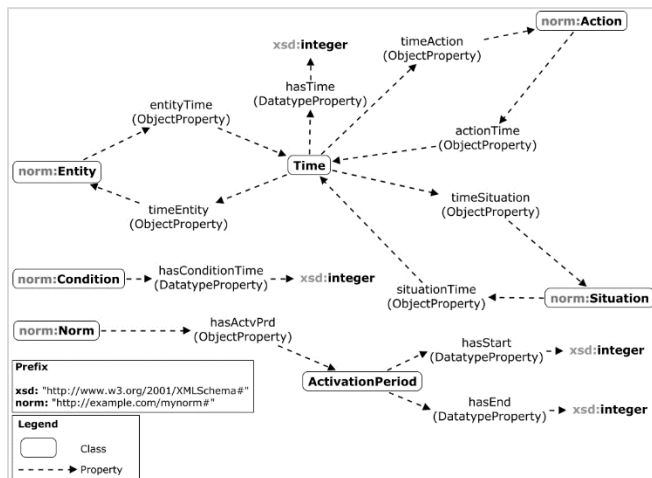 norm:Action
timeAction
(ObjectProperty)
xsd:integer
hasTime
(DatatypeProperty)
entityTime
(ObjectProperty)
actionTime
(ObjectProperty)
Time
norm:Entity
timeSituation
(ObjectProperty)
timeEntity
(ObjectProperty)
norm:Condition
hasConditionTime
(DatatypeProperty)
xsd:integer
situationTime
(ObjectProperty)
norm:Situation
norm:Norm
hasActvPrd
(ObjectProperty)
hasStart
(DatatypeProperty)
xsd:integer
ActivationPeriod
hasEnd
(DatatypeProperty)
xsd:integer
Prefix
xsd: "http://www.w3.org/2001/XMLSchema#"
norm: "http://example.com/mynorm#"
Legend
Class
Property